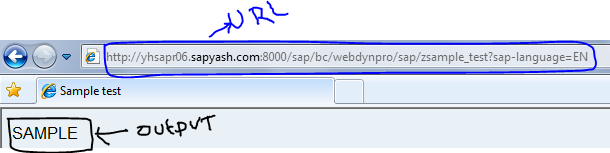 URL
http://yhsapr06.sapyash.com:8000/sap/bc/webdynpro/sap/zsample_test?sap-language=EN
Sample test
SAMPLE OUTPUT